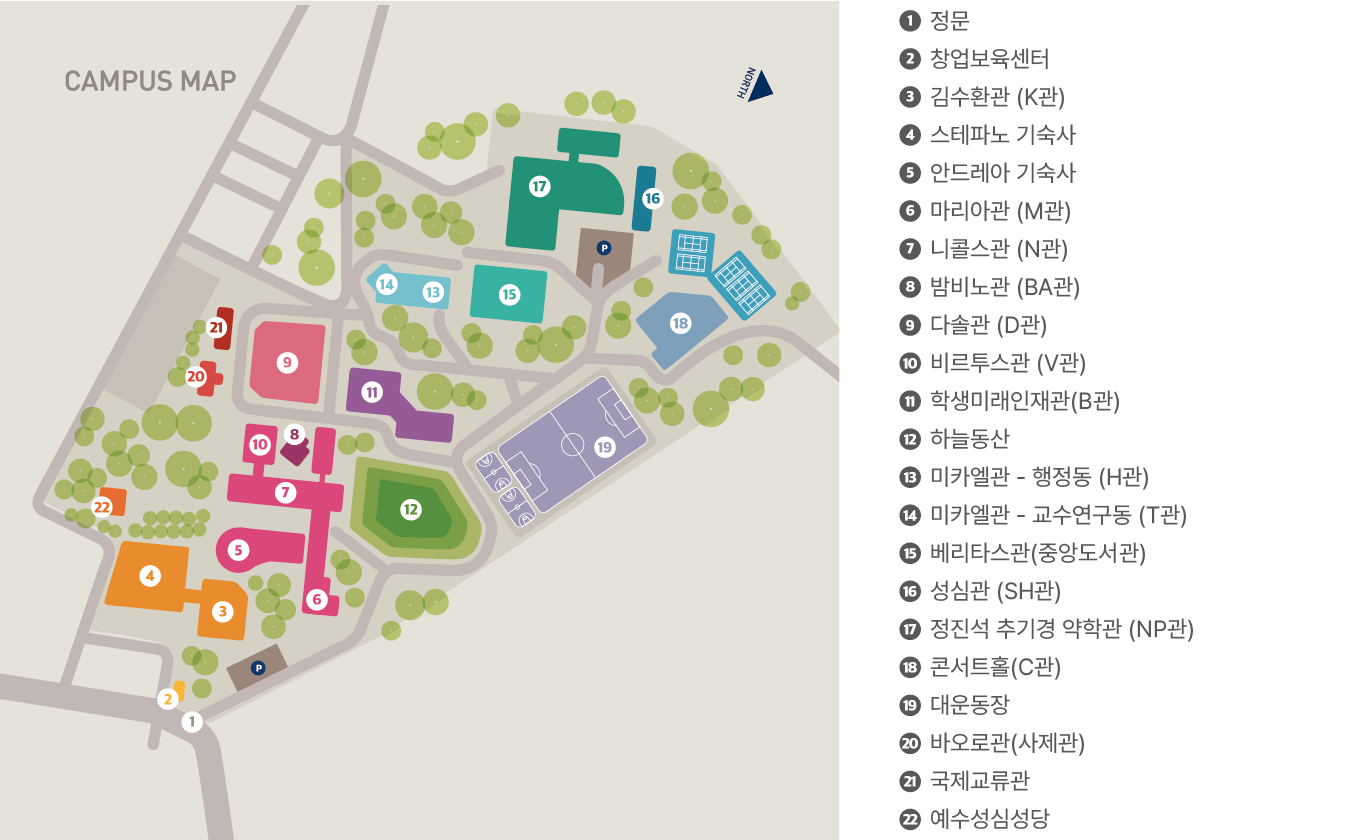 CAMPUS MAP
NORTH
17
16
P
14
13
15
18
21
20
9
11
8
10
7
19
12
22
5
4
6
3
P
2
1
1 정문
2 창업보육센터
3 김수환관 (K관)
4 스테파노 기숙사
5 안드레아 기숙사
6 마리아관 (M관)
7 니콜스관 (N관)
8 밤비노관 (BA관)
9 다솔관 (D관)
10 비르투스관 (V관)
11 학생미래인재관(B관)
12 하늘동산
13 미카엘관 - 행정동 (H관)
14 미카엘관 - 교수연구동 (T관)
15 베리타스관(중앙도서관)
16 성심관 (SH관)
17 정진석 추기경 약학관 (NP관)
18 콘서트홀(C관)
19 대운동장
20 바오로관(사제관)
21 국제교류관
22 예수성심성당